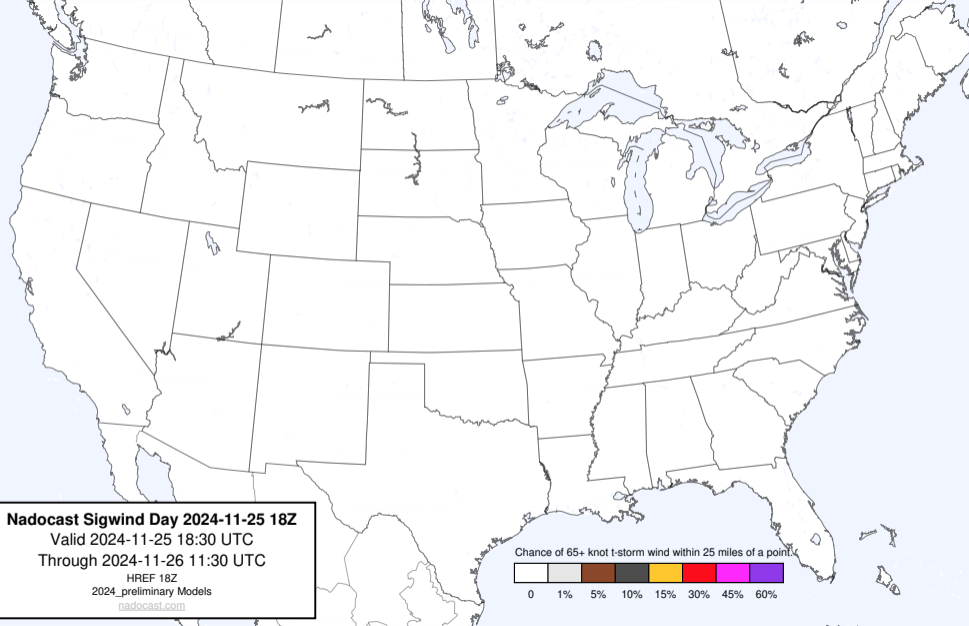 Nadocast Sigwind Day 2024-11-25 18Z
Valid 2024-11-25 18:30 UTC
Through 2024-11-26 11:30 UTC
HREF 18Z
2024_preliminary Models
nadocast.com
Chance of 65+ knot t-storm wind within 25 miles of a point.
0 1% 5% 10% 15% 30% 45% 60%